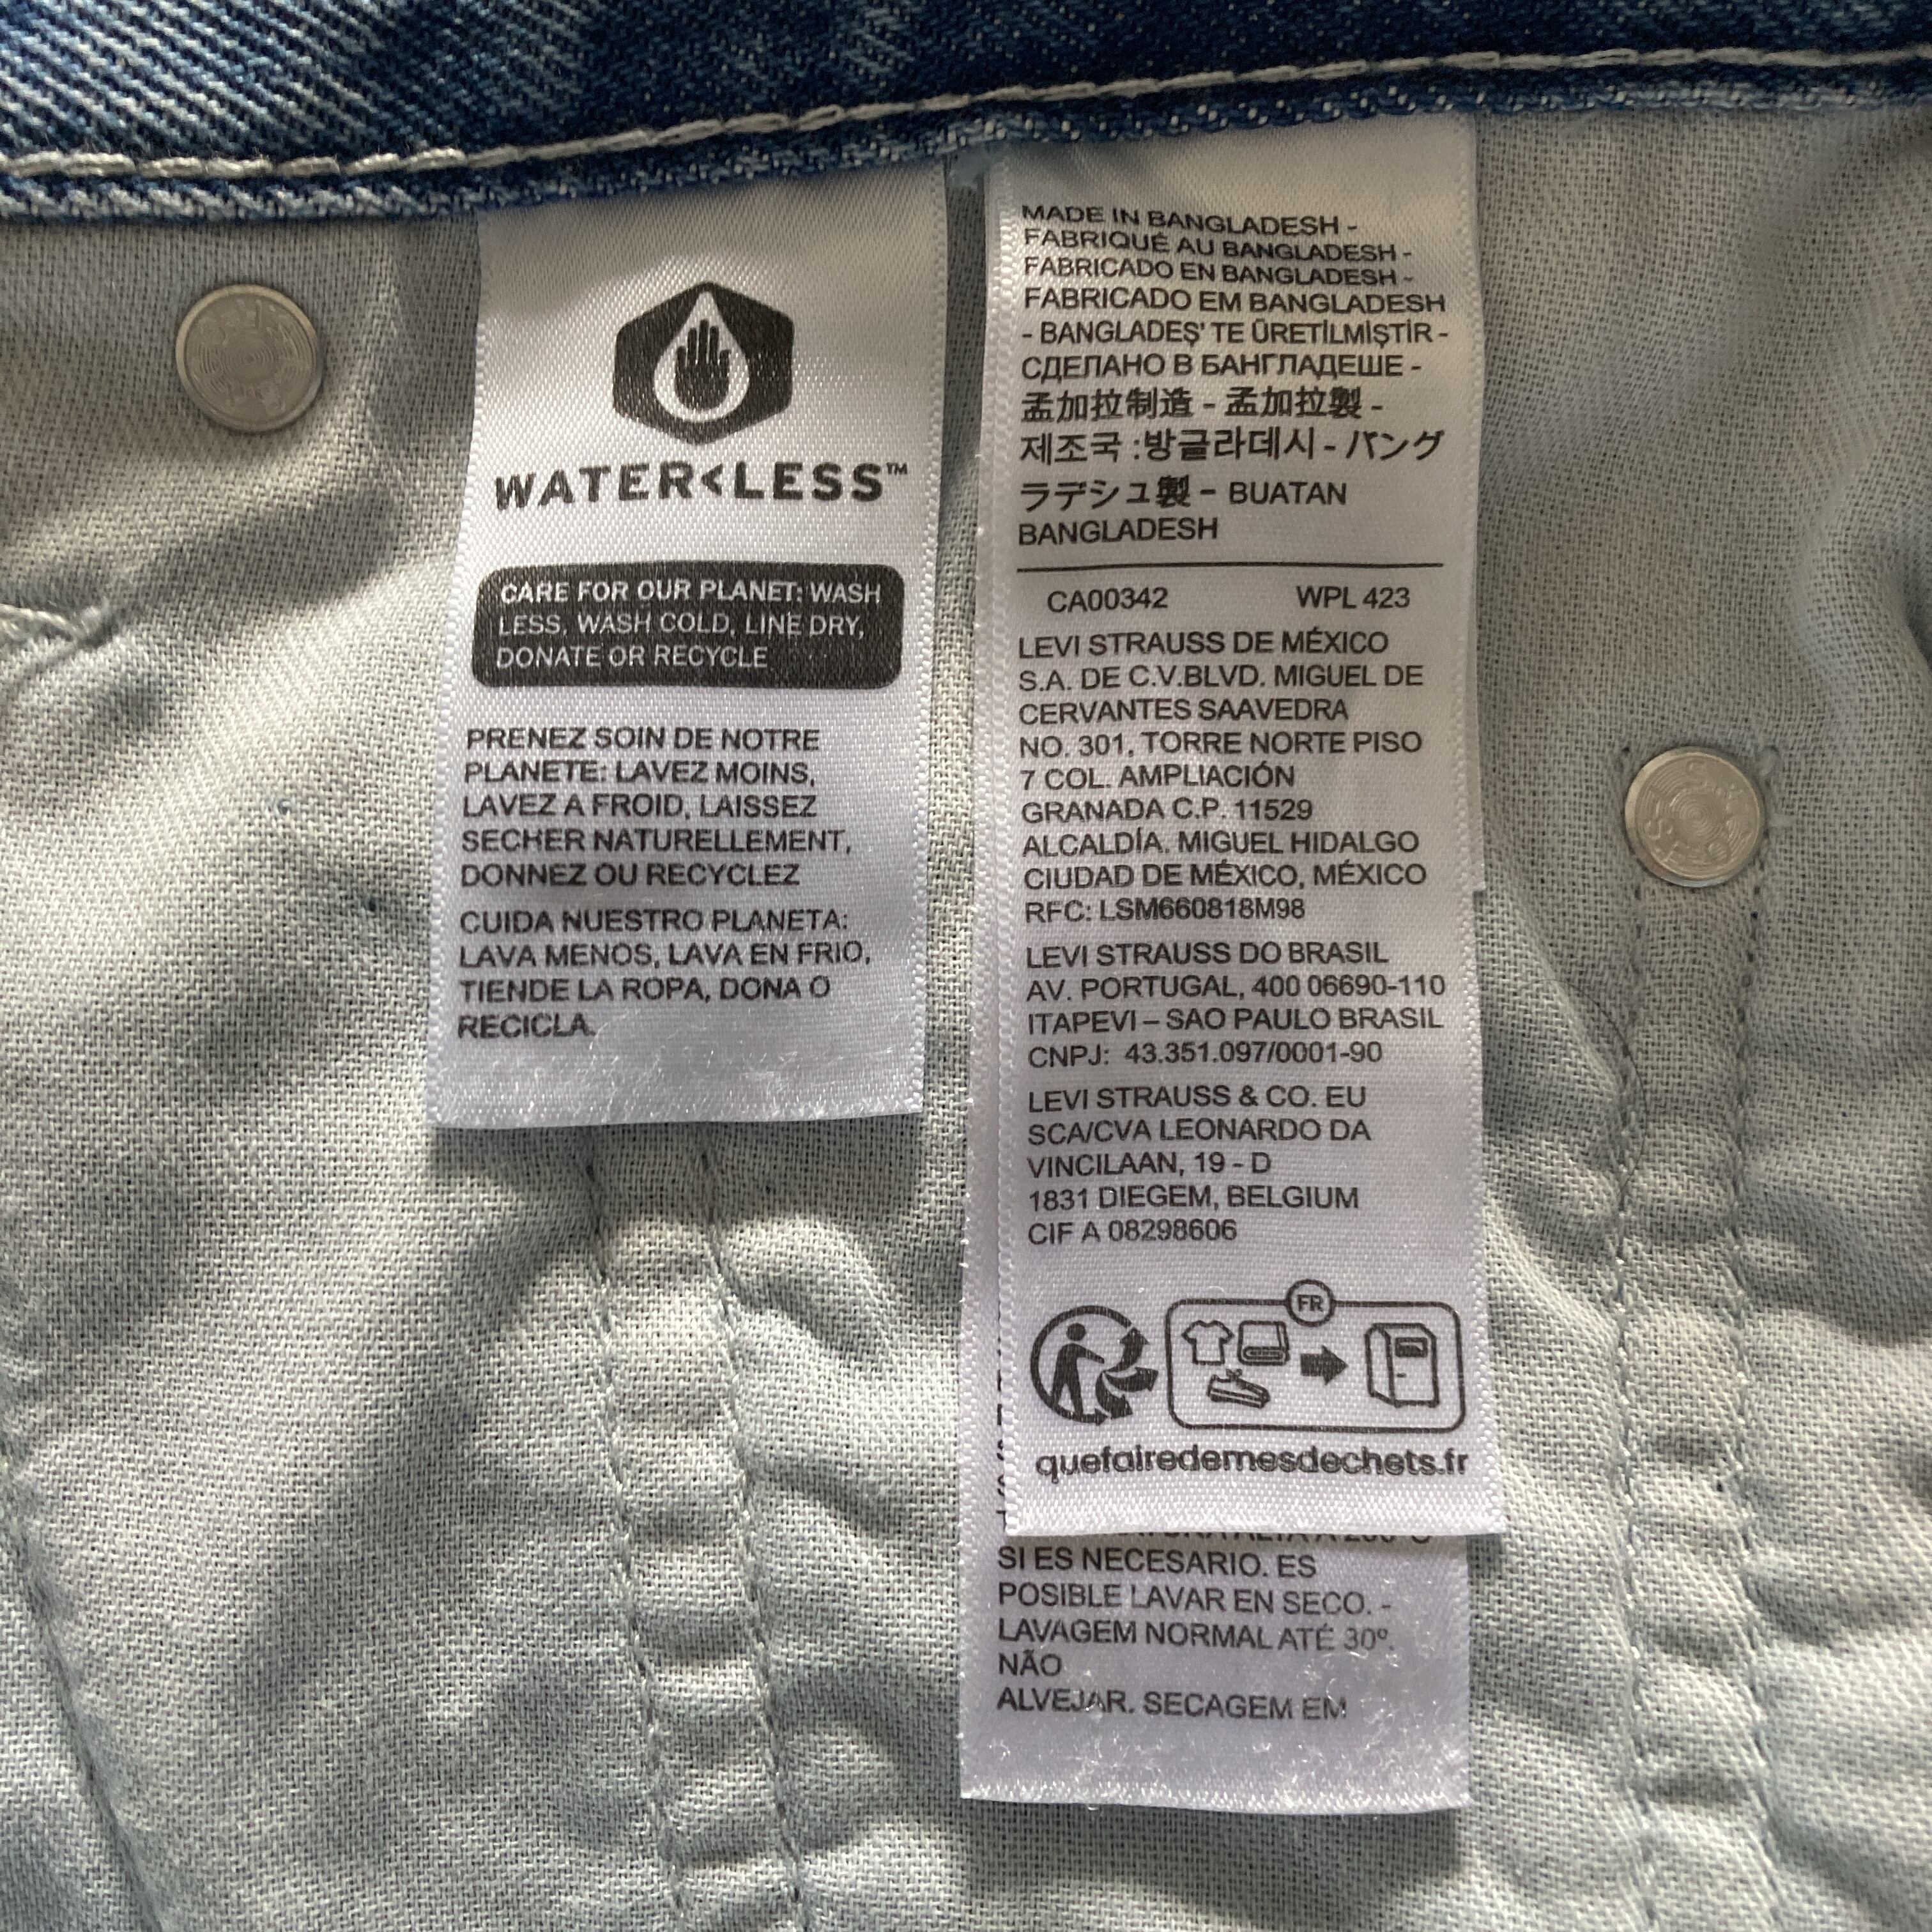 WATER<LESS™
CARE FOR OUR PLANET: WASH
LESS, WASH COLD, LINE DRY,
DONATE OR RECYCLE
PRENEZ SOIN DE NOTRE
PLANETE: LAVEZ MOINS,
LAVEZ A FROID, LAISSEZ
SECHER NATURELLEMENT,
DONNEZ OU RECYCLEZ
CUIDA NUESTRO PLANETA:
LAVA MENOS, LAVA EN FRIO,
TIENDE LA ROPA, DONA O
RECICLA.
MADE IN BANGLADESH -
FABRIQUÉ AU BANGLADESH -
FABRICADO EN BANGLADESH -
FABRICADO EM BANGLADESH
- BANGLADEŞ' TE ÜRETİLMİŞTİR -
СДЕЛАНО В БАНГЛАДЕШЕ -
孟加拉制造 - 孟加拉製 -
제조국 :방글라데시 - バング
ラデシュ製 - BUATAN
BANGLADESH
CA00342 WPL 423
LEVI STRAUSS DE MÉXICO
S.A. DE C.V.BLVD. MIGUEL DE
CERVANTES SAAVEDRA
NO. 301, TORRE NORTE PISO
7 COL. AMPLIACIÓN
GRANADA C.P. 11529
ALCALDÍA. MIGUEL HIDALGO
CIUDAD DE MÉXICO, MÉXICO
RFC: LSM660818M98
LEVI STRAUSS DO BRASIL
AV. PORTUGAL, 400 06690-110
ITAPEVI – SAO PAULO BRASIL
CNPJ: 43.351.097/0001-90
LEVI STRAUSS & CO. EU
SCA/CVA LEONARDO DA
VINCILAAN, 19 - D
1831 DIEGEM, BELGIUM
CIF A 08298606
FR
quefairedemesdechets.fr
SI ES NECESARIO. ES
POSIBLE LAVAR EN SECO. -
LAVAGEM NORMAL ATÉ 30º.
NÃO
ALVEJAR. SECAGEM EM